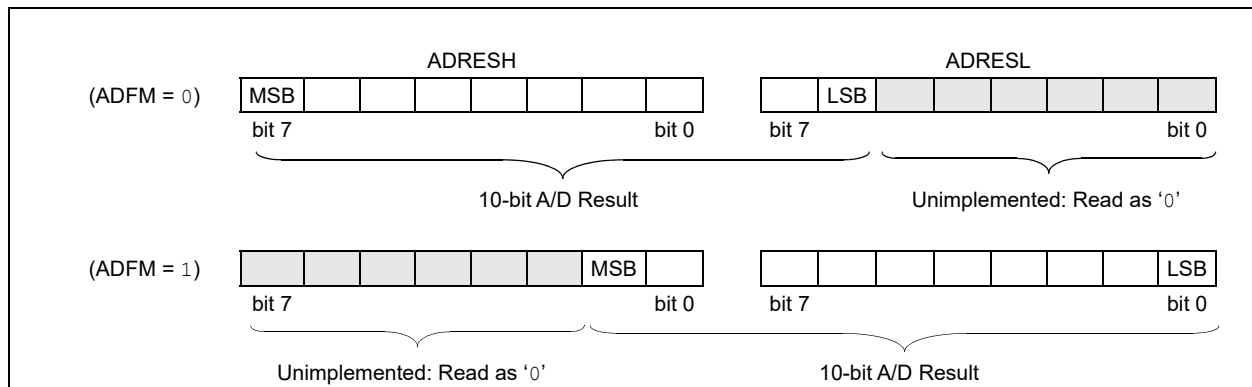 ADRESH ADRESL
(ADFM = 0) MSB LSB
bit 7 bit 0 bit 7 bit 0
10-bit A/D Result Unimplemented: Read as ‘0’
(ADFM = 1) MSB LSB
bit 7 bit 0 bit 7 bit 0
Unimplemented: Read as ‘0’ 10-bit A/D Result